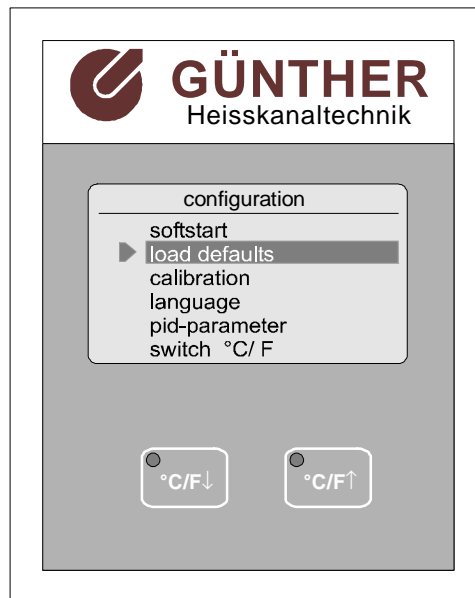 GÜNTHER
Heisskanaltechnik
configuration
softstart
load defaults
calibration
language
pid-parameter
switch °C/ F
°C/F↓ °C/F↑